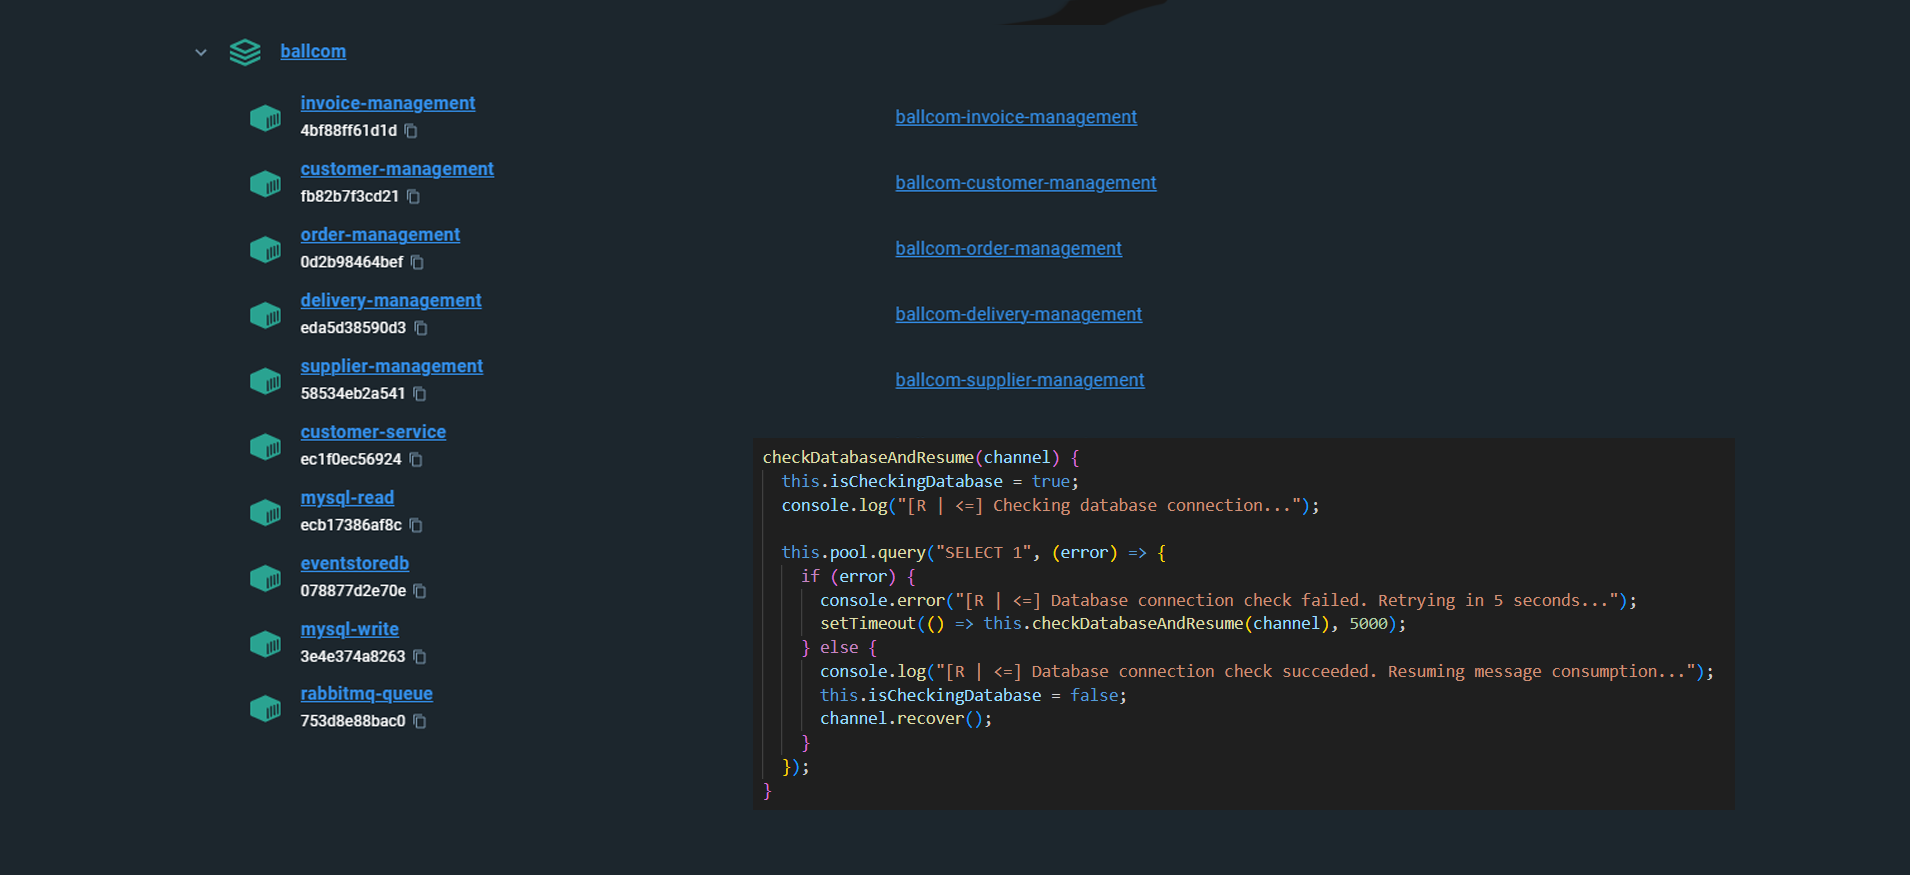 ballcom
invoice-management
4bf88ff61d1d
ballcom-invoice-management
customer-management
fb82b7f3cd21
ballcom-customer-management
order-management
0d2b98464bef
ballcom-order-management
delivery-management
eda5d38590d3
ballcom-delivery-management
supplier-management
58534eb2a541
ballcom-supplier-management
customer-service
ec1f0ec56924
mysql-read
ecb17386af8c
eventstoredb
078877d2e70e
mysql-write
3e4e374a8263
rabbitmq-queue
753d8e88bac0
checkDatabaseAndResume(channel) {
this.isCheckingDatabase = true;
console.log("[R | <=] Checking database connection...");
this.pool.query("SELECT 1", (error) => {
if (error) {
console.error("[R | <=] Database connection check failed. Retrying in 5 seconds...");
setTimeout(() => this.checkDatabaseAndResume(channel), 5000);
} else {
console.log("[R | <=] Database connection check succeeded. Resuming message consumption...");
this.isCheckingDatabase = false;
channel.recover();
}
});
}